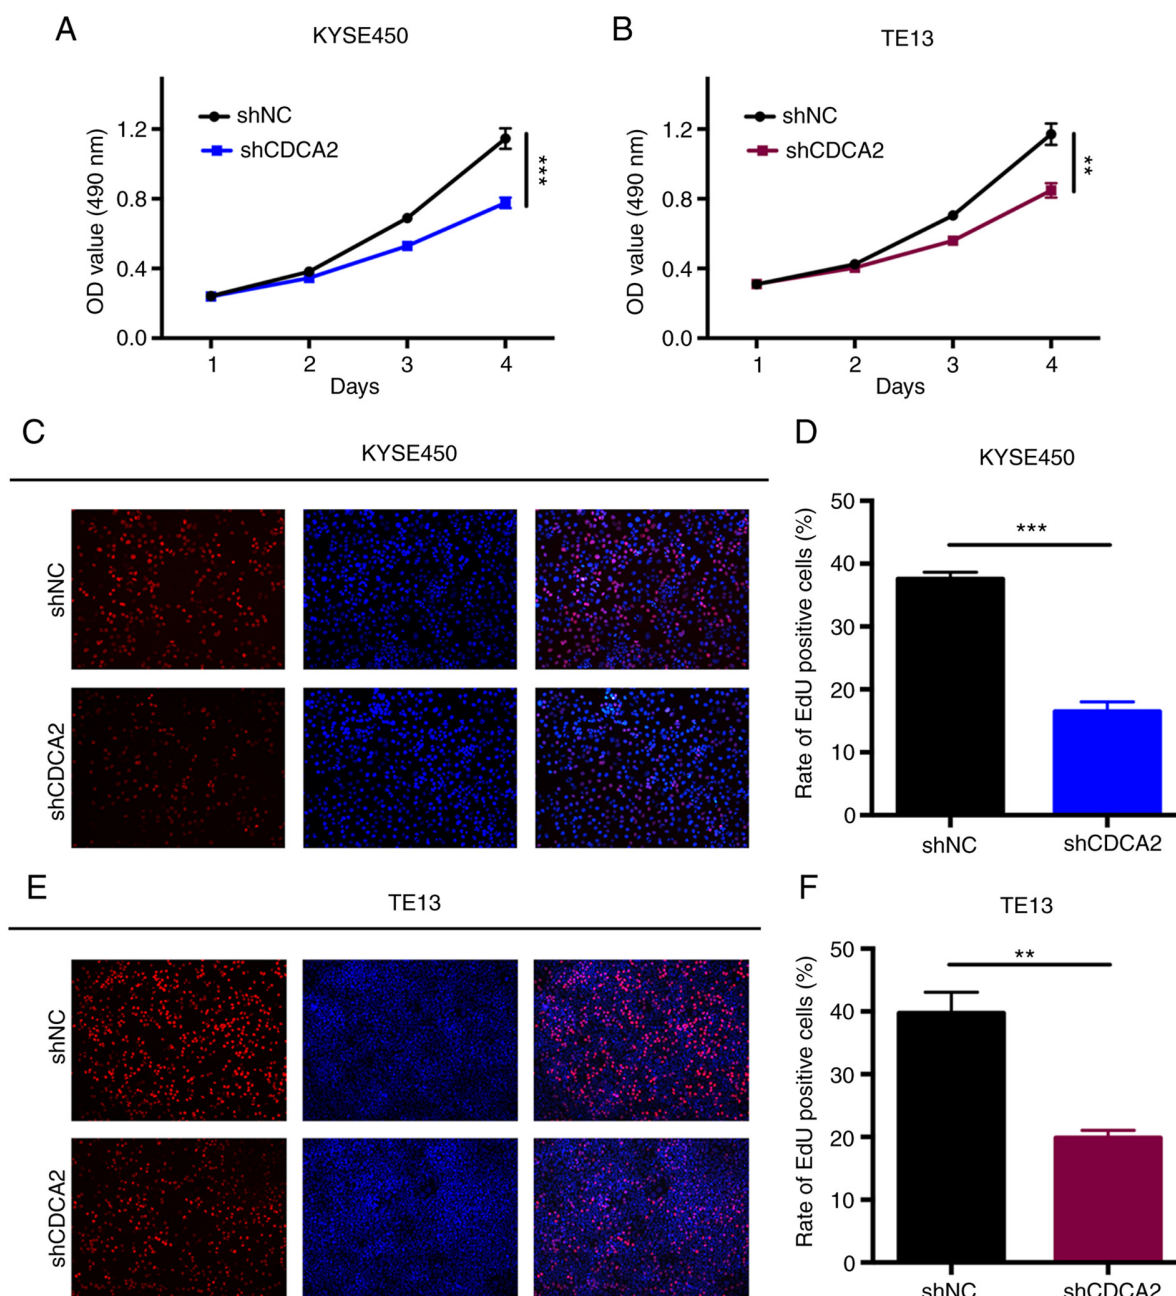 A
KYSE450
shNC
shCDCA2
OD value (490 nm)
1.2
0.8
0.4
0.0
***
1
2
3
4
Days
B
TE13
shNC
shCDCA2
OD value (490 nm)
1.2
0.8
0.4
0.0
**
1
2
3
4
Days
C
KYSE450
shNC
shCDCA2
D
KYSE450
Rate of EdU positive cells (%)
50
40
30
20
10
0
***
shNC
shCDCA2
E
TE13
shNC
shCDCA2
F
TE13
Rate of EdU positive cells (%)
50
40
30
20
10
0
**
shNC
shCDCA2